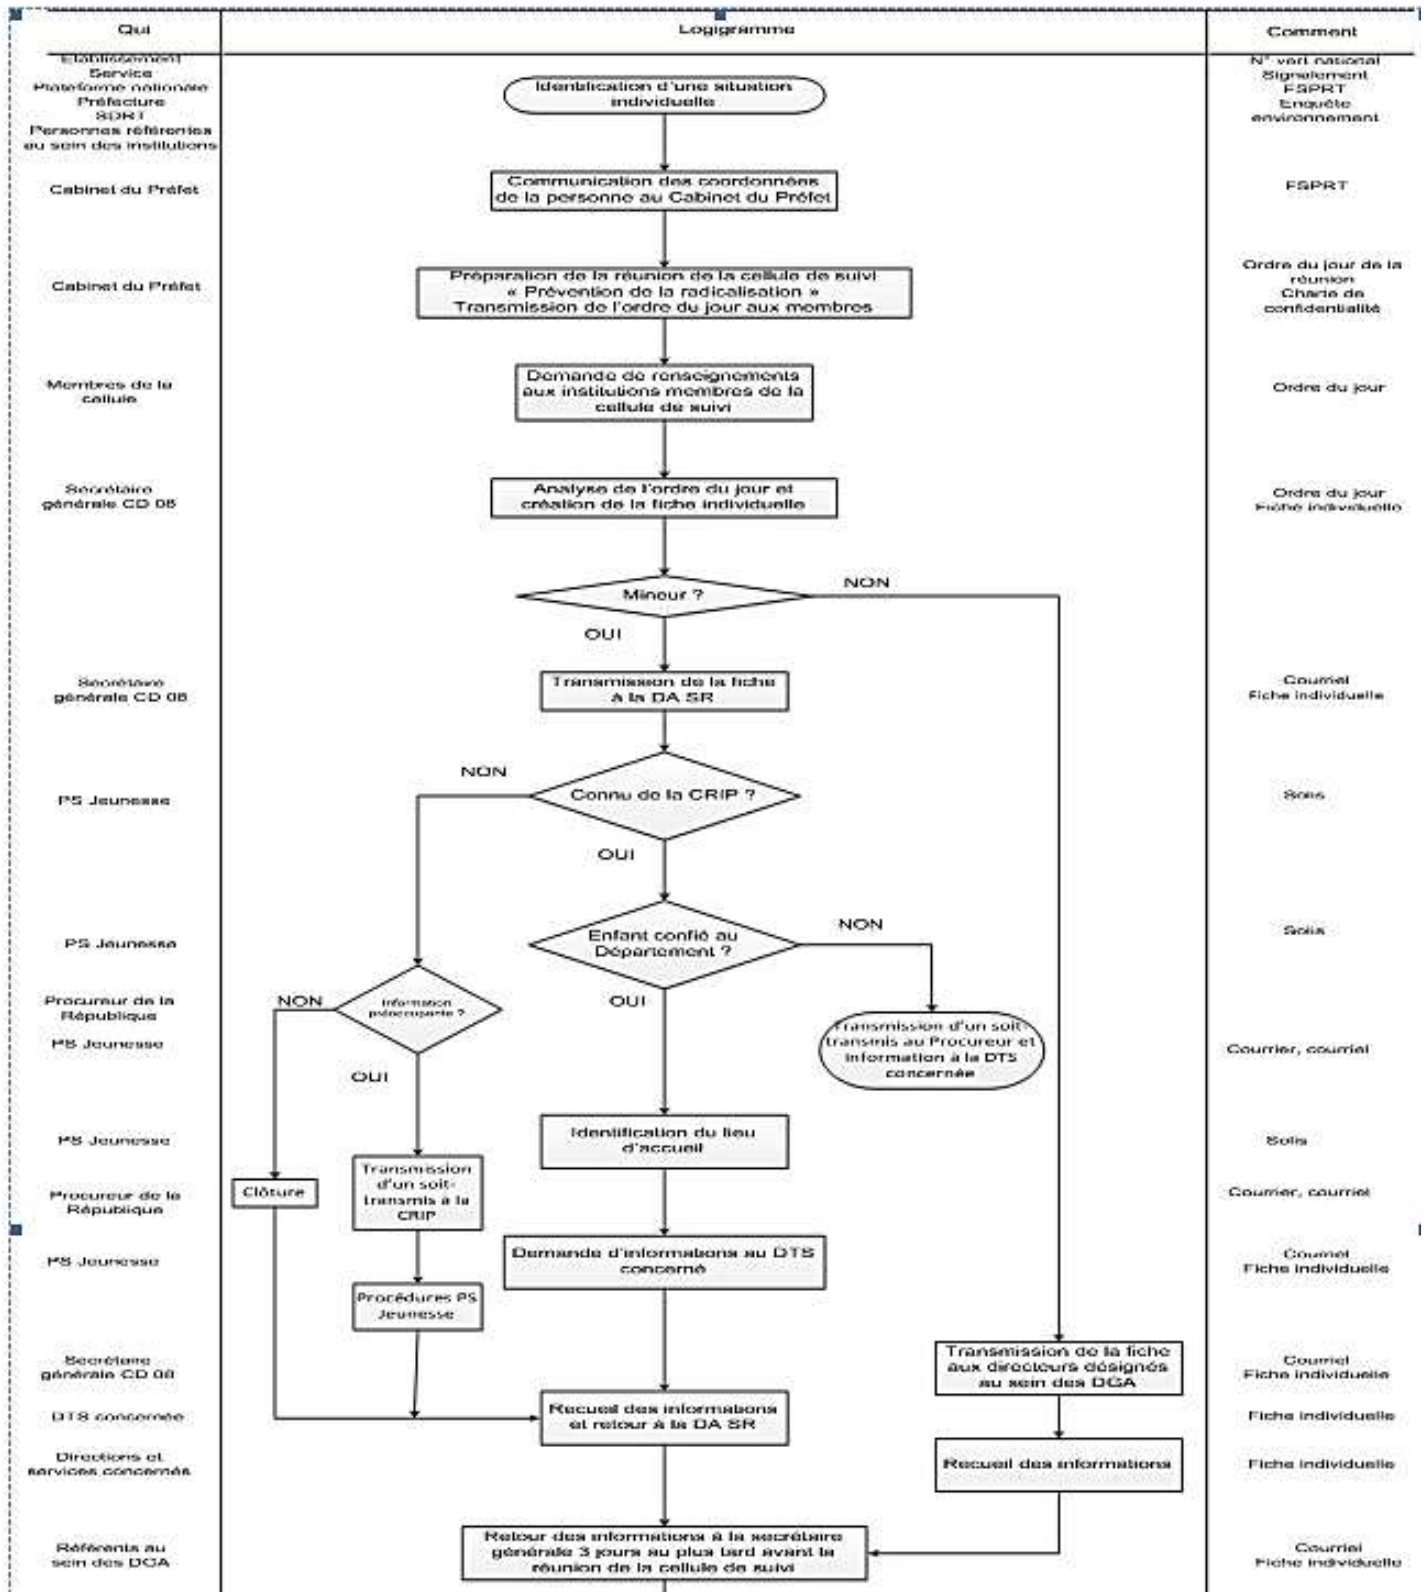 Qui
Logigramme
Comment
Etablissement
Service
Plateforme nationale
Préfecture
SDRT
Personnes référentes
au sein des institutions
Identification d'une situation
individuelle
N° vert national
Signalement
FSPRT
Enquête
environnement
Cabinet du Préfet
Communication des coordonnées
de la personne au Cabinet du Préfet
FSPRT
Cabinet du Préfet
Préparation de la réunion de la cellule de suivi
« Prévention de la radicalisation »
Transmission de l'ordre du jour aux membres
Ordre du jour de la
réunion
Charte de
confidentialité
Membres de la
cellule
Demande de renseignements
aux institutions membres de la
cellule de suivi
Ordre du jour
Secrétaire
générale CD 08
Analyse de l'ordre du jour et
création de la fiche individuelle
Ordre du jour
Fiche individuelle
Mineur ?
NON
OUI
Secrétaire
générale CD 08
Transmission de la fiche
à la DA SR
Courriel
Fiche individuelle
NON
PS Jeunesse
Connu de la CRIP ?
Solis
OUI
PS Jeunesse
Enfant confié au
Département ?
NON
Solis
OUI
Procureur de la
République
NON
Information
préoccupante ?
PS Jeunesse
OUI
Transmission d'un soit-
transmis au Procureur et
information à la DTS
concernée
Courrier, courriel
PS Jeunesse
Identification du lieu
d'accueil
Solis
Procureur de la
République
Clôture
Transmission
d'un soit-
transmis à la
CRIP
Courrier, courriel
PS Jeunesse
Demande d'informations au DTS
concerné
Courriel
Fiche individuelle
Procédures PS
Jeunesse
Secrétaire
générale CD 08
Transmission de la fiche
aux directeurs désignés
au sein des DGA
Courriel
Fiche individuelle
DTS concernée
Recueil des informations
et retour à la DA SR
Fiche individuelle
Directions et
services concernés
Recueil des informations
Fiche individuelle
Référents au
sein des DGA
Retour des informations à la secrétaire
générale 3 jours au plus tard avant la
réunion de la cellule de suivi
Courriel
Fiche individuelle